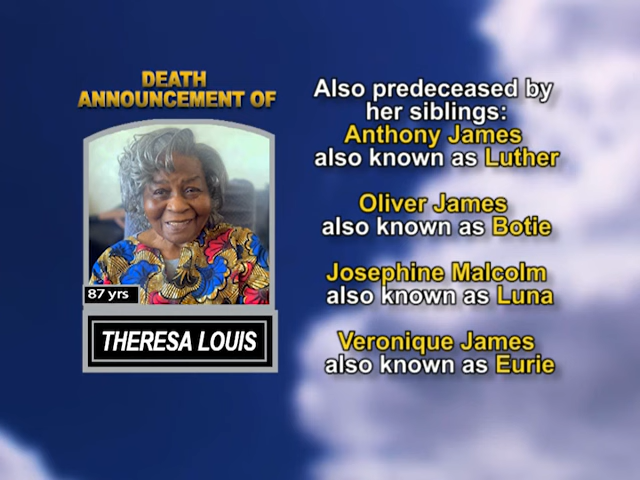 DEATH
ANNOUNCEMENT OF
87 yrs
THERESA LOUIS
Also predeceased by
her siblings:
Anthony James
also known as Luther
Oliver James
also known as Botie
Josephine Malcolm
also known as Luna
Veronique James
also known as Eurie